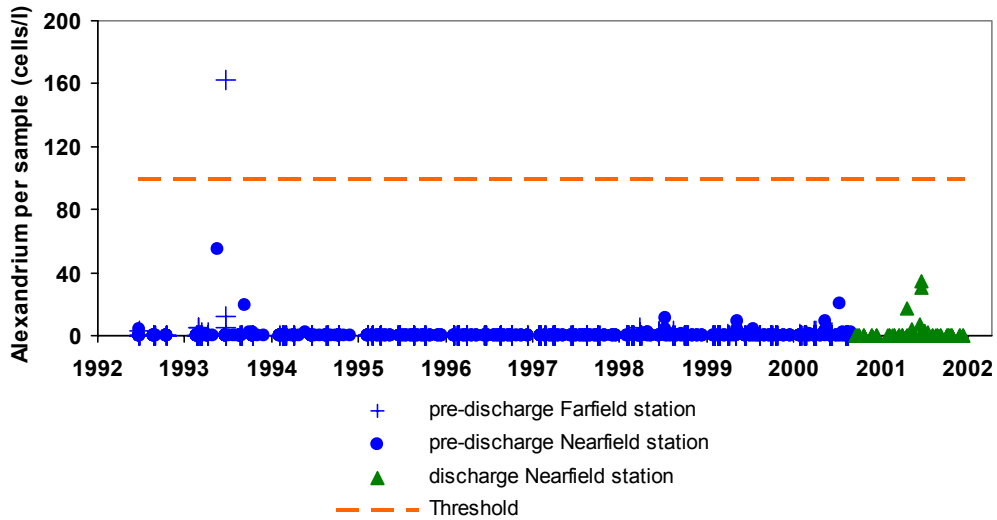 Alexandrium per sample (cells/l)
200
160
120
80
40
0
1992 1993 1994 1995 1996 1997 1998 1999 2000 2001 2002
pre-discharge Farfield station
pre-discharge Nearfield station
discharge Nearfield station
Threshold